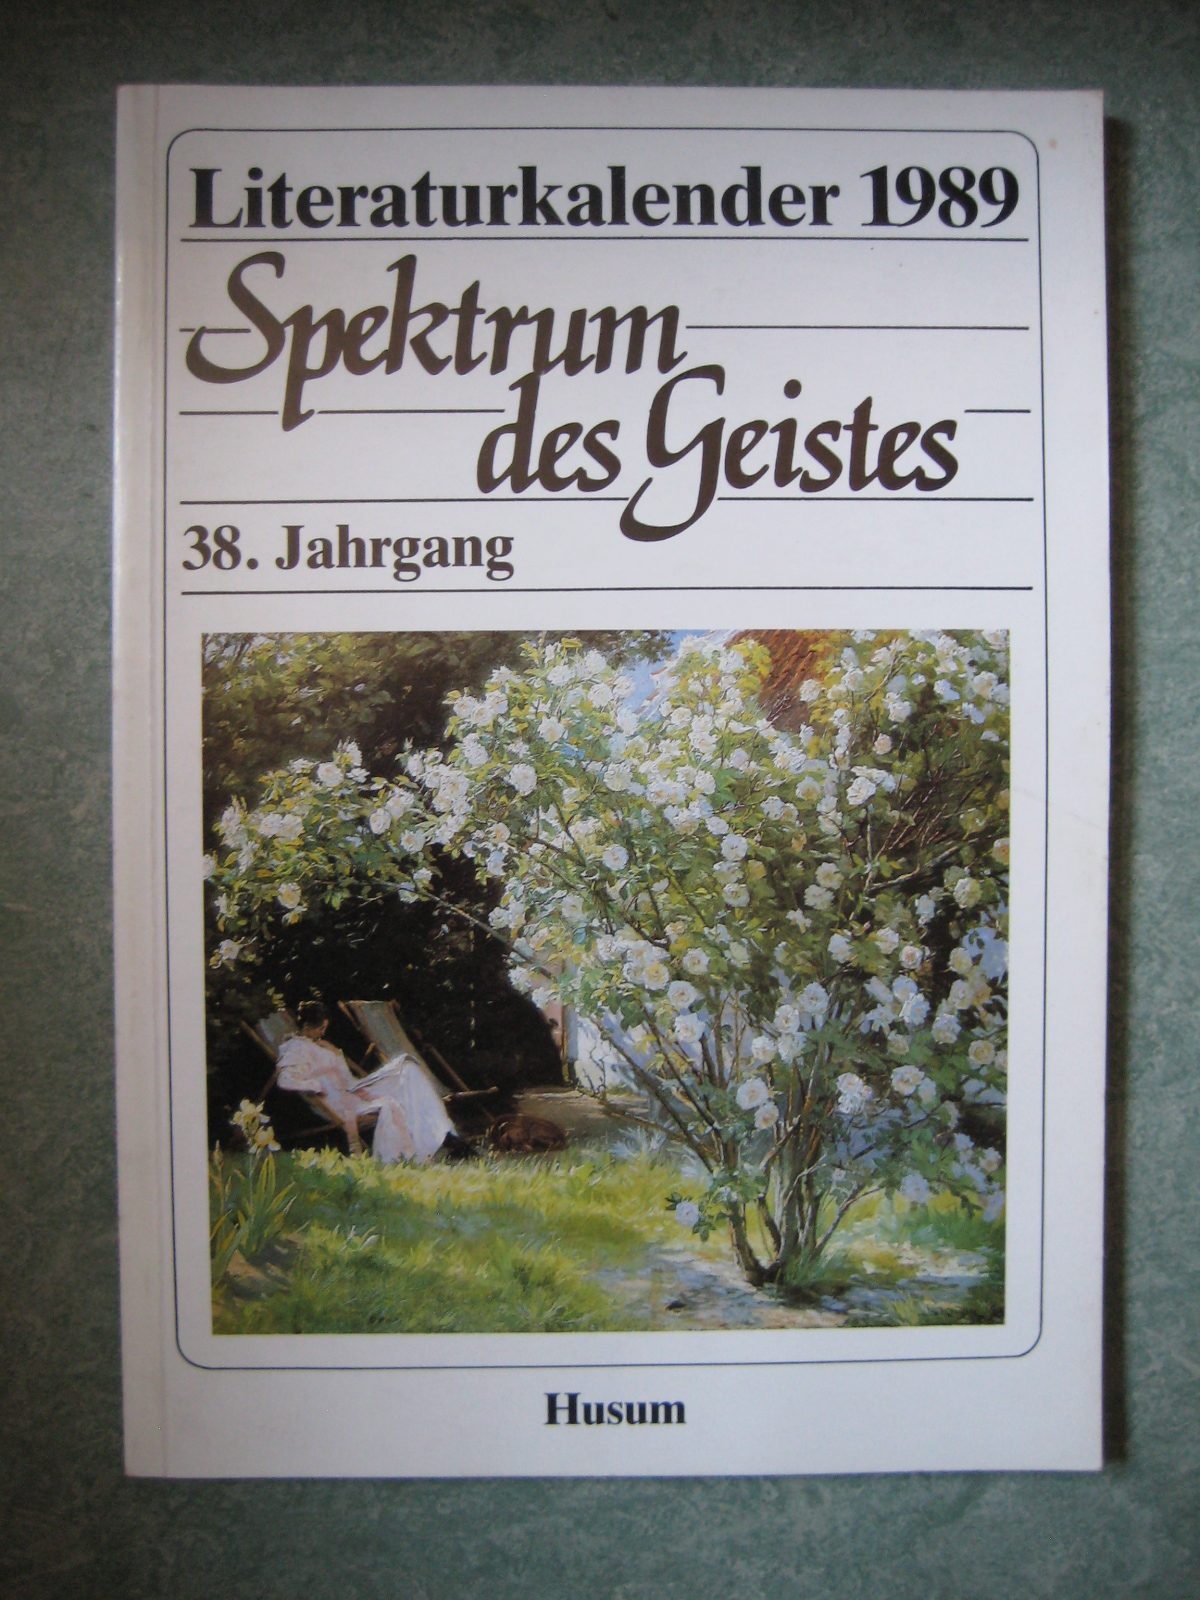 Literaturkalender 1989
Spektrum
des Geistes
38. Jahrgang
Husum